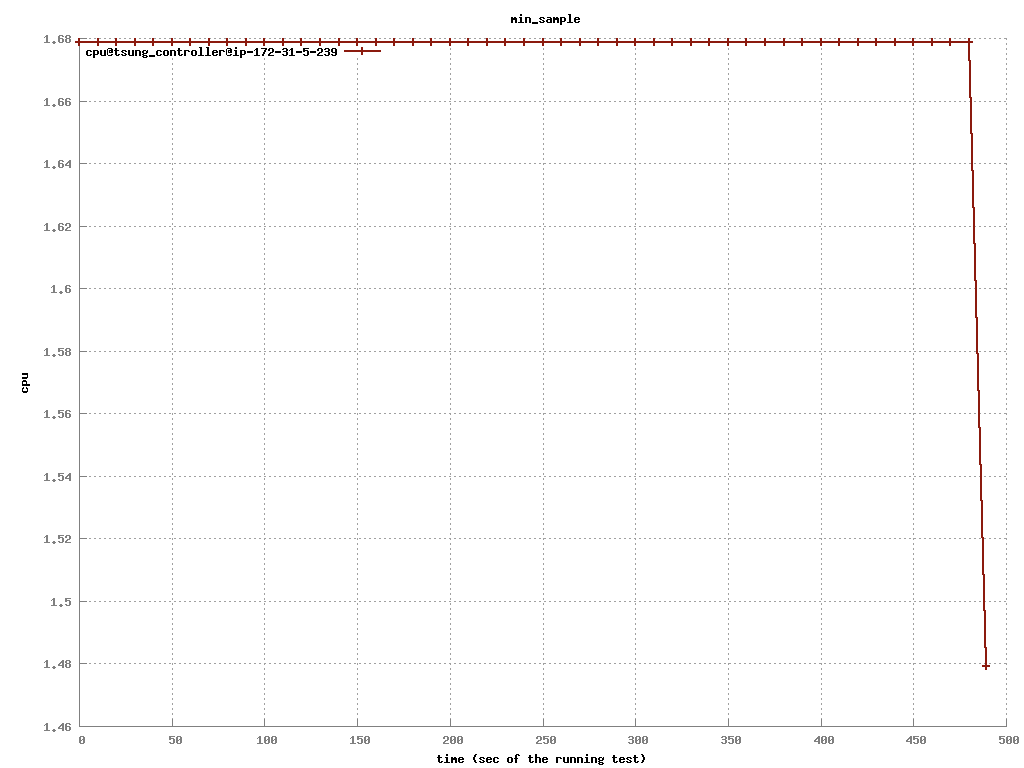 min_sample
1.68
cpu@tsung_controller@ip-172-31-5-239
1.66
1.64
1.62
1.6
1.58
cpu
1.56
1.54
1.52
1.5
1.48
1.46
0 50 100 150 200 250 300 350 400 450 500
time (sec of the running test)